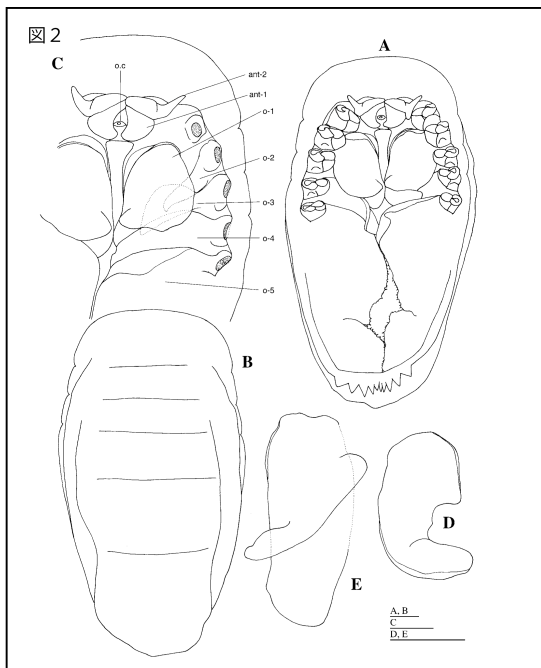 図2
A
C
o.c
ant-2
ant-1
o-1
o-2
o-3
o-4
o-5
B
D
E
A, B
C
D, E